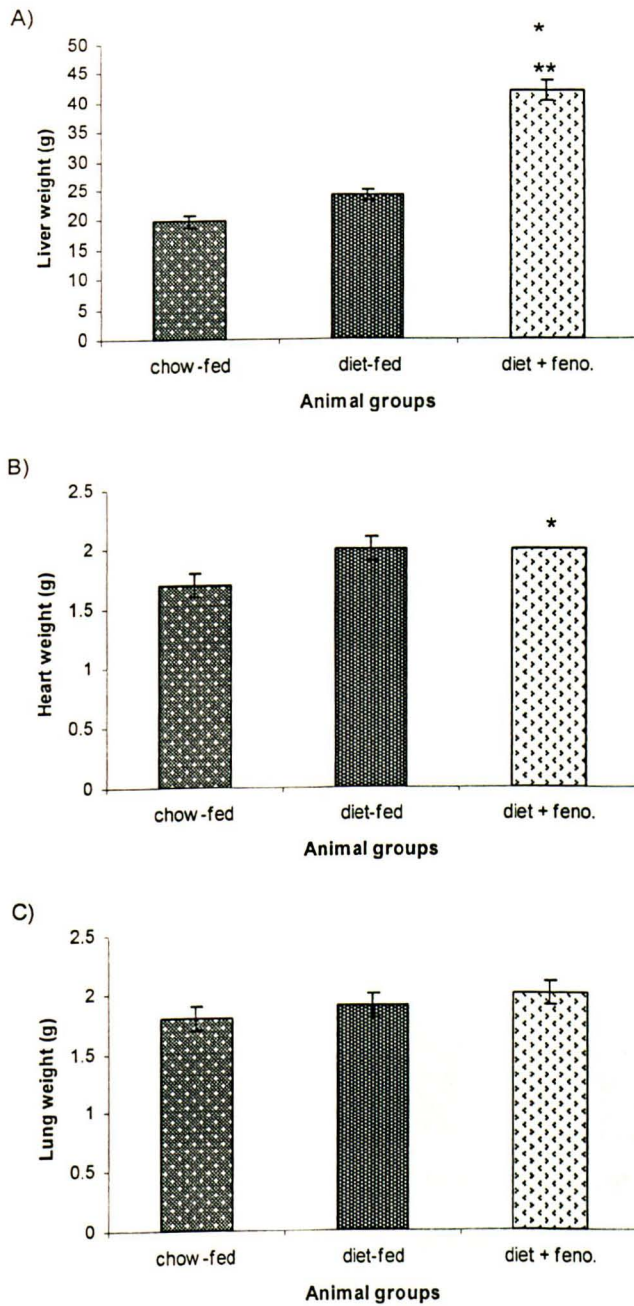 A)
Liver weight (g)
50
45
40
35
30
25
20
15
10
5
0
*
**
chow-fed diet-fed diet + feno.
Animal groups
B)
Heart weight (g)
2.5
2
1.5
1
0.5
0
*
chow-fed diet-fed diet + feno.
Animal groups
C)
Lung weight (g)
2.5
2
1.5
1
0.5
0
chow-fed diet-fed diet + feno.
Animal groups